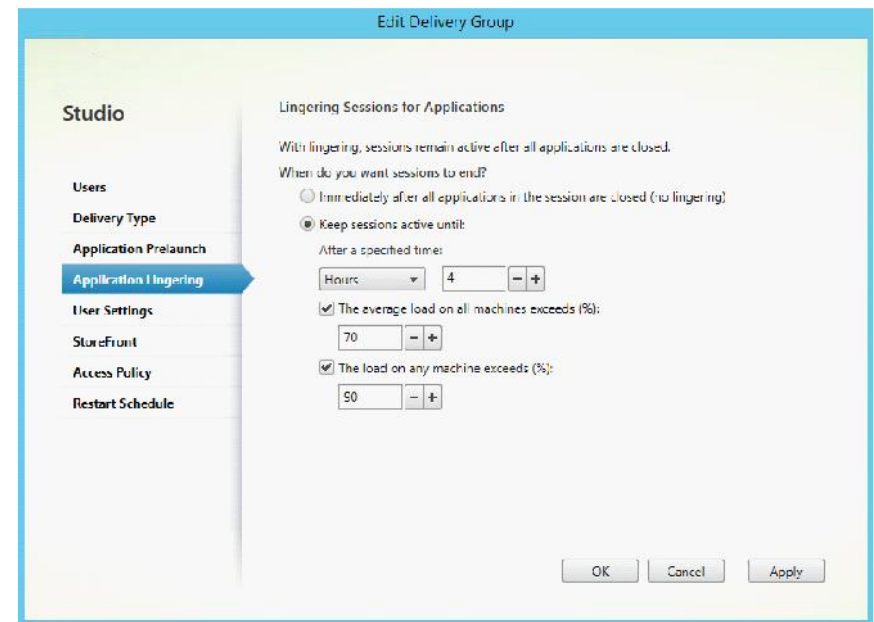 Edit Delivery Group
Studio
Users
Delivery Type
Application Prelaunch
Application Lingering
User Settings
StoreFront
Access Policy
Restart Schedule
Lingering Sessions for Applications
With lingering, sessions remain active after all applications are closed.
When do you want sessions to end?
Immediately after all applications in the session are closed (no lingering)
Keep sessions active until:
After a specified time:
Hours 4 - +
The average load on all machines exceeds (%):
70 - +
The load on any machine exceeds (%):
90 - +
OK Cancel Apply